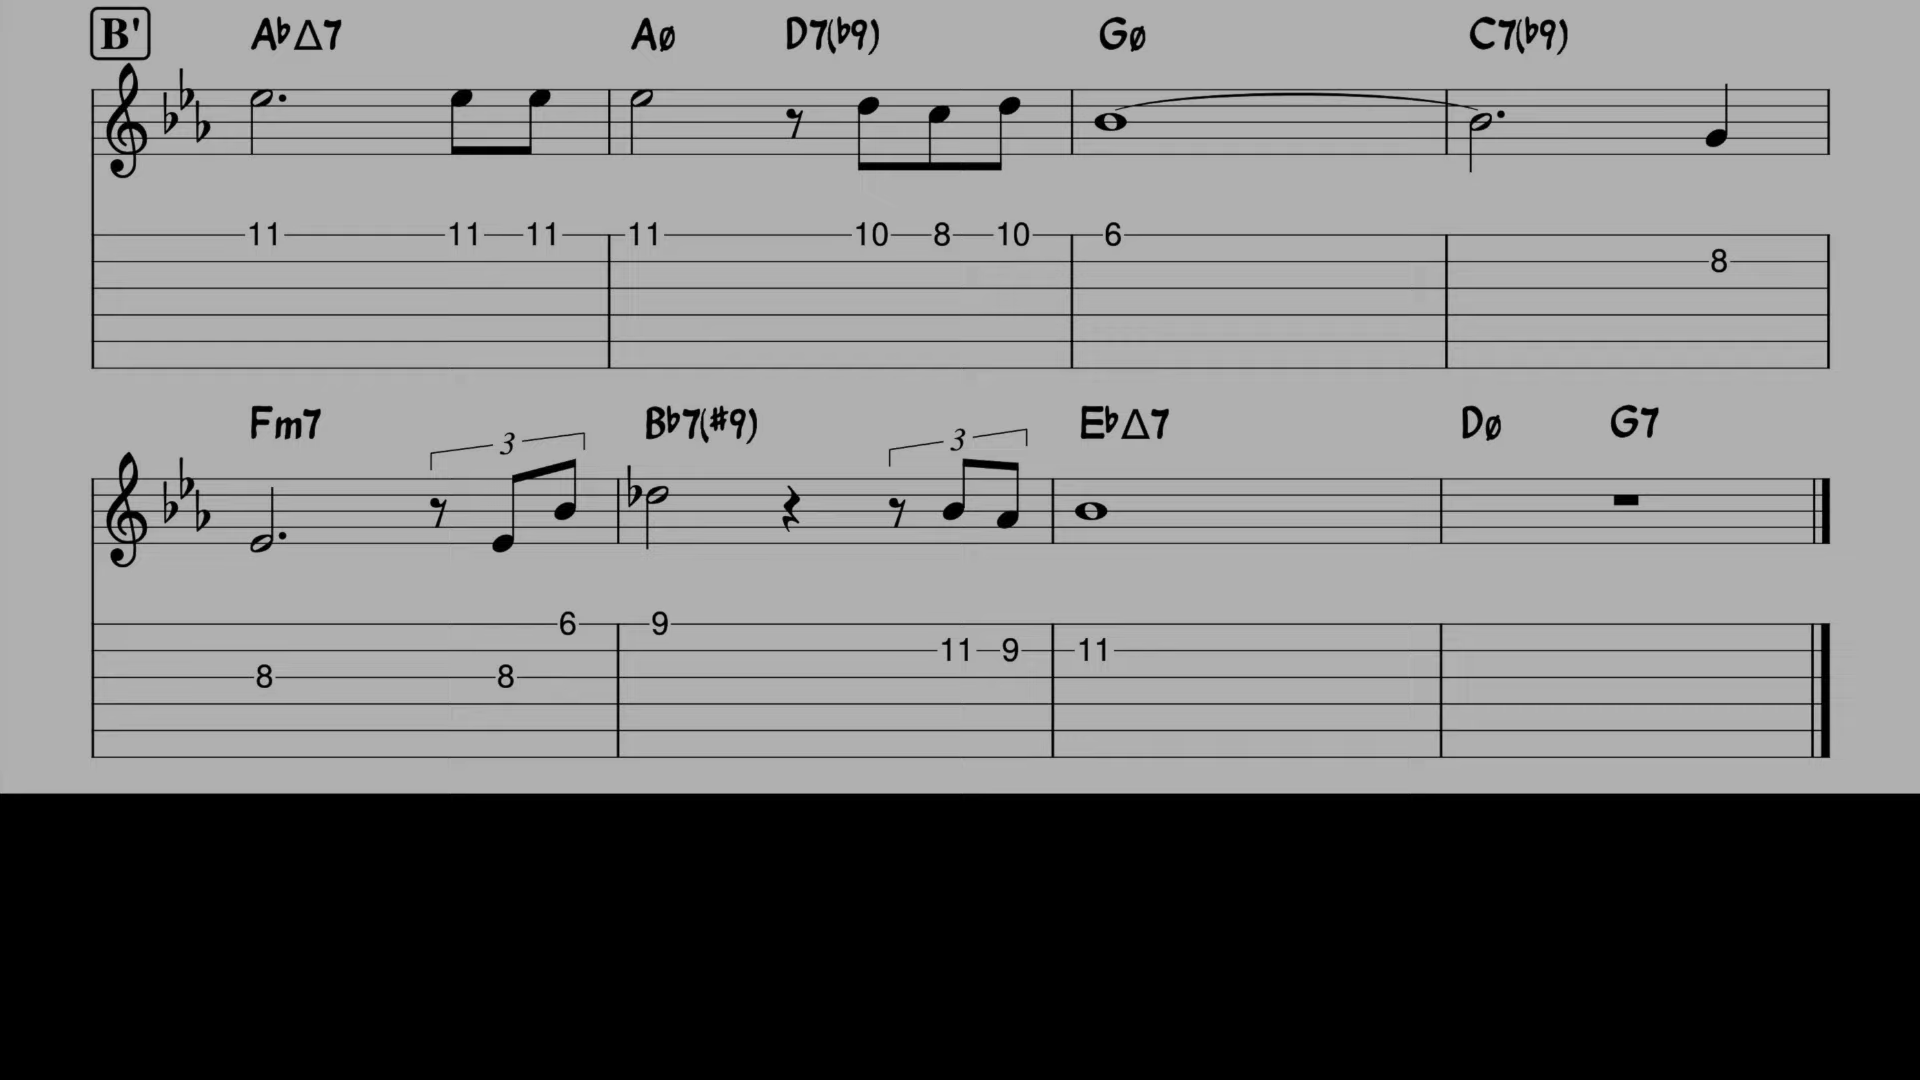 B' A♭Δ7 Aø D7(♭9) Gø C7(♭9)
11 11 11 11 10 8 10 6
8
Fm7 B♭7(♯9) E♭Δ7 Dø G7
3 3
6 9
11 9 11
8 8